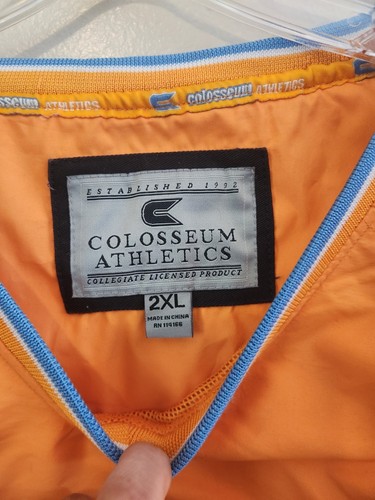 COLOSSEUM ATHLETICS COLOSSEUM ATHLETICS
ESTABLISHED 1992
COLOSSEUM
ATHLETICS
COLLEGIATE LICENSED PRODUCT
2XL
MADE IN CHINA